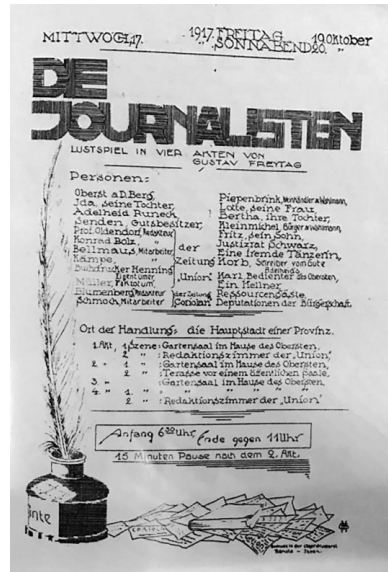 MITTWOCH, 17. 1917. FREITAG 19. Oktober
" " SONNABEND 20. "
DIE
JOURNALISTEN
LUSTSPIEL IN VIER AKTEN VON
GUSTAV FREYTAG
Personen:
Oberst a.D. Berg,
Ida, seine Tochter,
Adelheid Runeck,
Senden, Gutsbesitzer,
Prof. Oldendorf, Redakteur
Konrad Bolz, "
Bellmaus, Mitarbeiter
Kämpe, "
Buchdrucker Henning
Eigentümer
Müller, Faktotum,
der
Zeitung
"Union"
Blumenberg, Redakteur
Schmock, Mitarbeiter
der Zeitung
"Coriolan"
Piepenbrink, Weinhändler u. Wahlmann,
Lotte, seine Frau,
Bertha, ihre Tochter,
Kleinmichel, Bürger u. Wahlmann,
Fritz, sein Sohn,
Justizrat Schwarz,
Eine fremde Tänzerin,
Korb, Schreiber vom Gute
Adelheids
Karl, Bedienter des Obersten,
Ein Kellner,
Ressourcengäste.
Deputationen der Bürgerschaft.
Ort der Handlung: die Hauptstadt einer Provinz.
1. Akt, 1. Szene: Gartensaal im Hause des Obersten,
2. " : Redaktionszimmer der "Union",
2. " 1. " : Gartensaal im Hause des Obersten,
2. " : Terasse vor einem öffentlichen Saale,
3. " : Gartensaal im Hause des Obersten,
4. " 1. " : " " " " "
2. " : Redaktionszimmer der "Union".
Anfang 6 Uhr, Ende gegen 11 Uhr
15 Minuten Pause nach dem 2. Akt.
Tinte